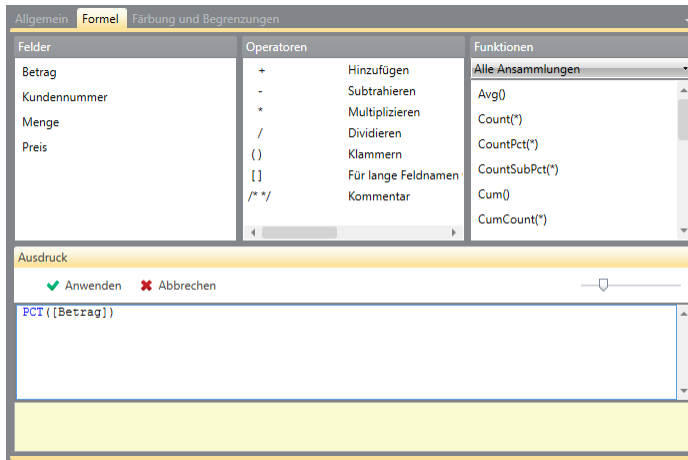 Allgemein Formel Färbung und Begrenzungen
Felder Operatoren Funktionen
Betrag
Kundennummer
Menge
Preis
+ Hinzufügen
- Subtrahieren
* Multiplizieren
/ Dividieren
( ) Klammern
[ ] Für lange Feldnamen
/* */ Kommentar
Alle Ansammlungen
Avg()
Count(*)
CountPct(*)
CountSubPct(*)
Cum()
CumCount(*)
Ausdruck
Anwenden Abbrechen
PCT([Betrag])